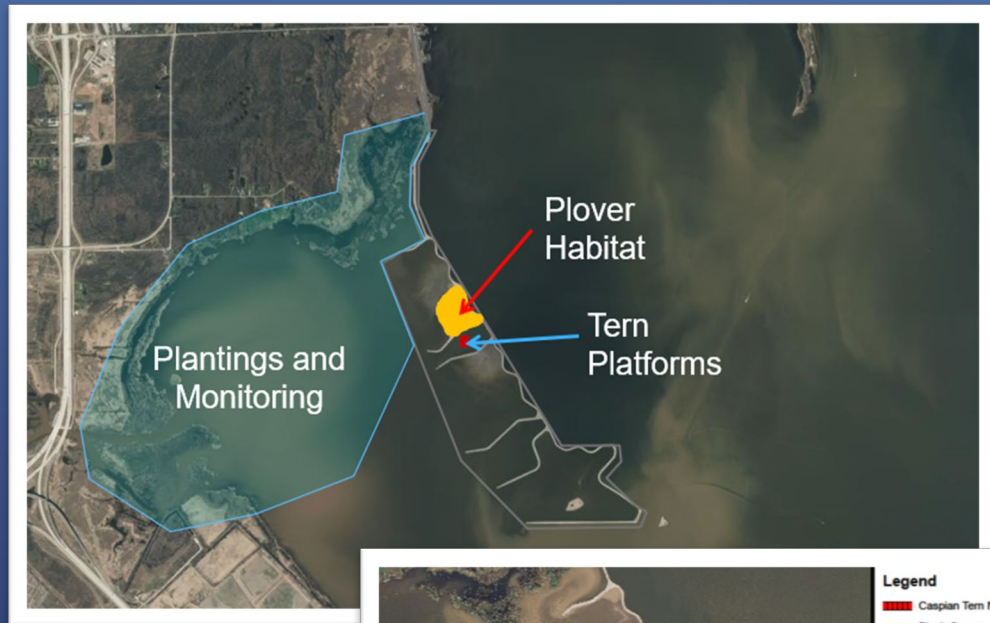 Plover
Habitat
Tern
Platforms
Plantings and
Monitoring
Legend
Caspian Tern